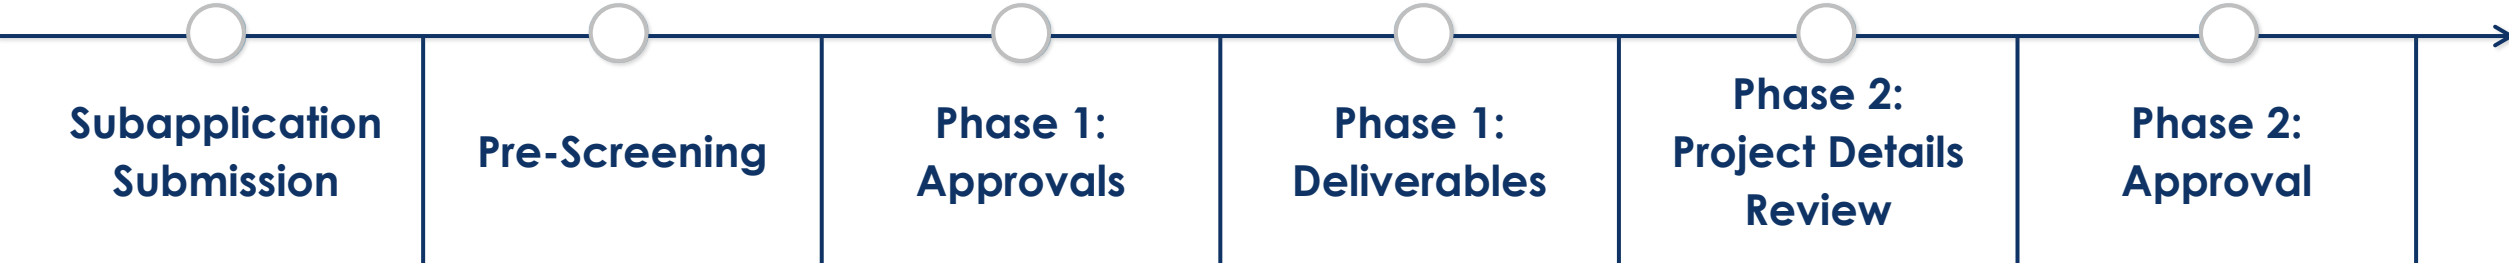 Subapplication
Submission
Pre-Screening
Phase 1:
Approvals
Phase 1:
Deliverables
Phase 2:
Project Details
Review
Phase 2:
Approval